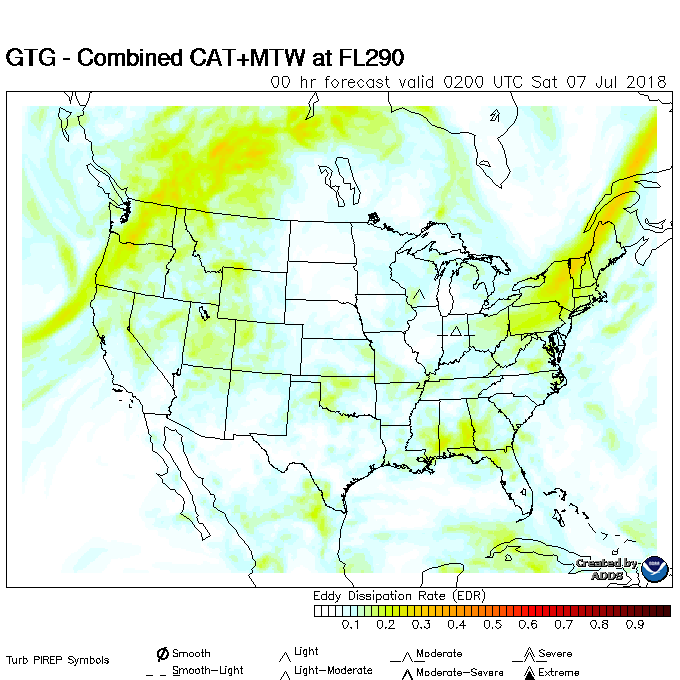 GTG - Combined CAT+MTW at FL290
00 hr forecast valid 0200 UTC Sat 07 Jul 2018
Created by
ADDS
Eddy Dissipation Rate (EDR)
0.1 0.2 0.3 0.4 0.5 0.6 0.7 0.8 0.9
Turb PIREP Symbols
Smooth Light Moderate Severe
Smooth-Light Light-Moderate Moderate-Severe Extreme